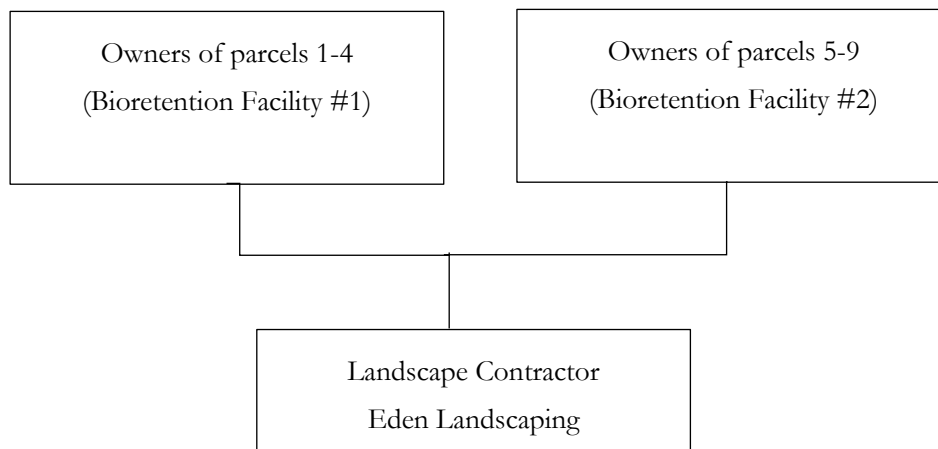 Owners of parcels 1-4
(Bioretention Facility #1)
Owners of parcels 5-9
(Bioretention Facility #2)
Landscape Contractor
Eden Landscaping